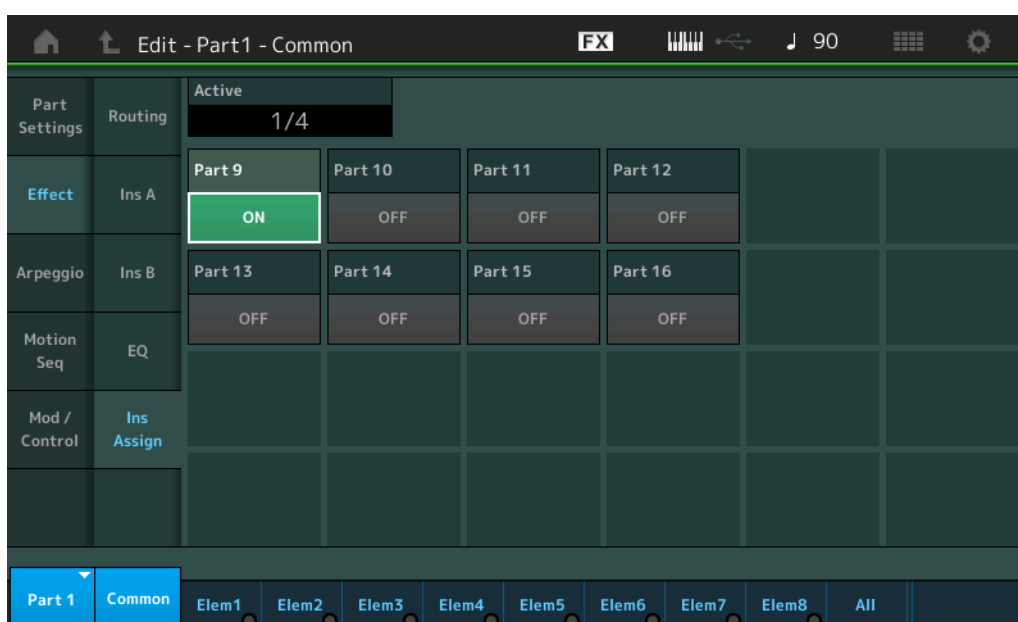 Edit - Part1 - Common FX 90
Part Settings
Routing
Active
1/4
Effect
Ins A
Part 9
ON
Part 10
OFF
Part 11
OFF
Part 12
OFF
Arpeggio
Ins B
Part 13
OFF
Part 14
OFF
Part 15
OFF
Part 16
OFF
Motion
Seq
EQ
Mod /
Control
Ins
Assign
Part 1
Common
Elem1
Elem2
Elem3
Elem4
Elem5
Elem6
Elem7
Elem8
All